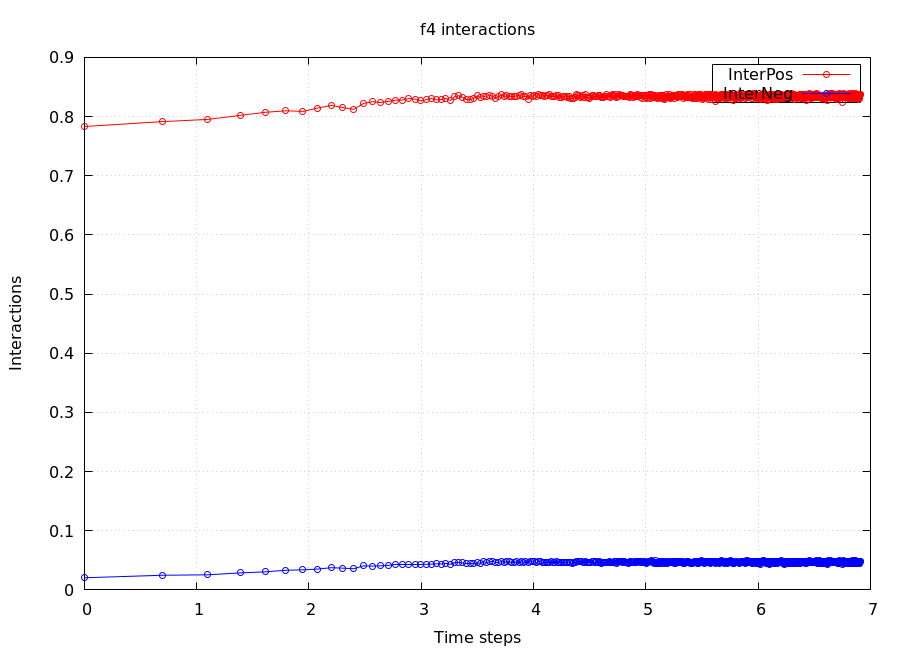 f4 interactions
0.9
0.8
0.7
0.6
0.5
0.4
0.3
0.2
0.1
0
InterPos
InterNeg
Interactions
0 1 2 3 4 5 6 7
Time steps